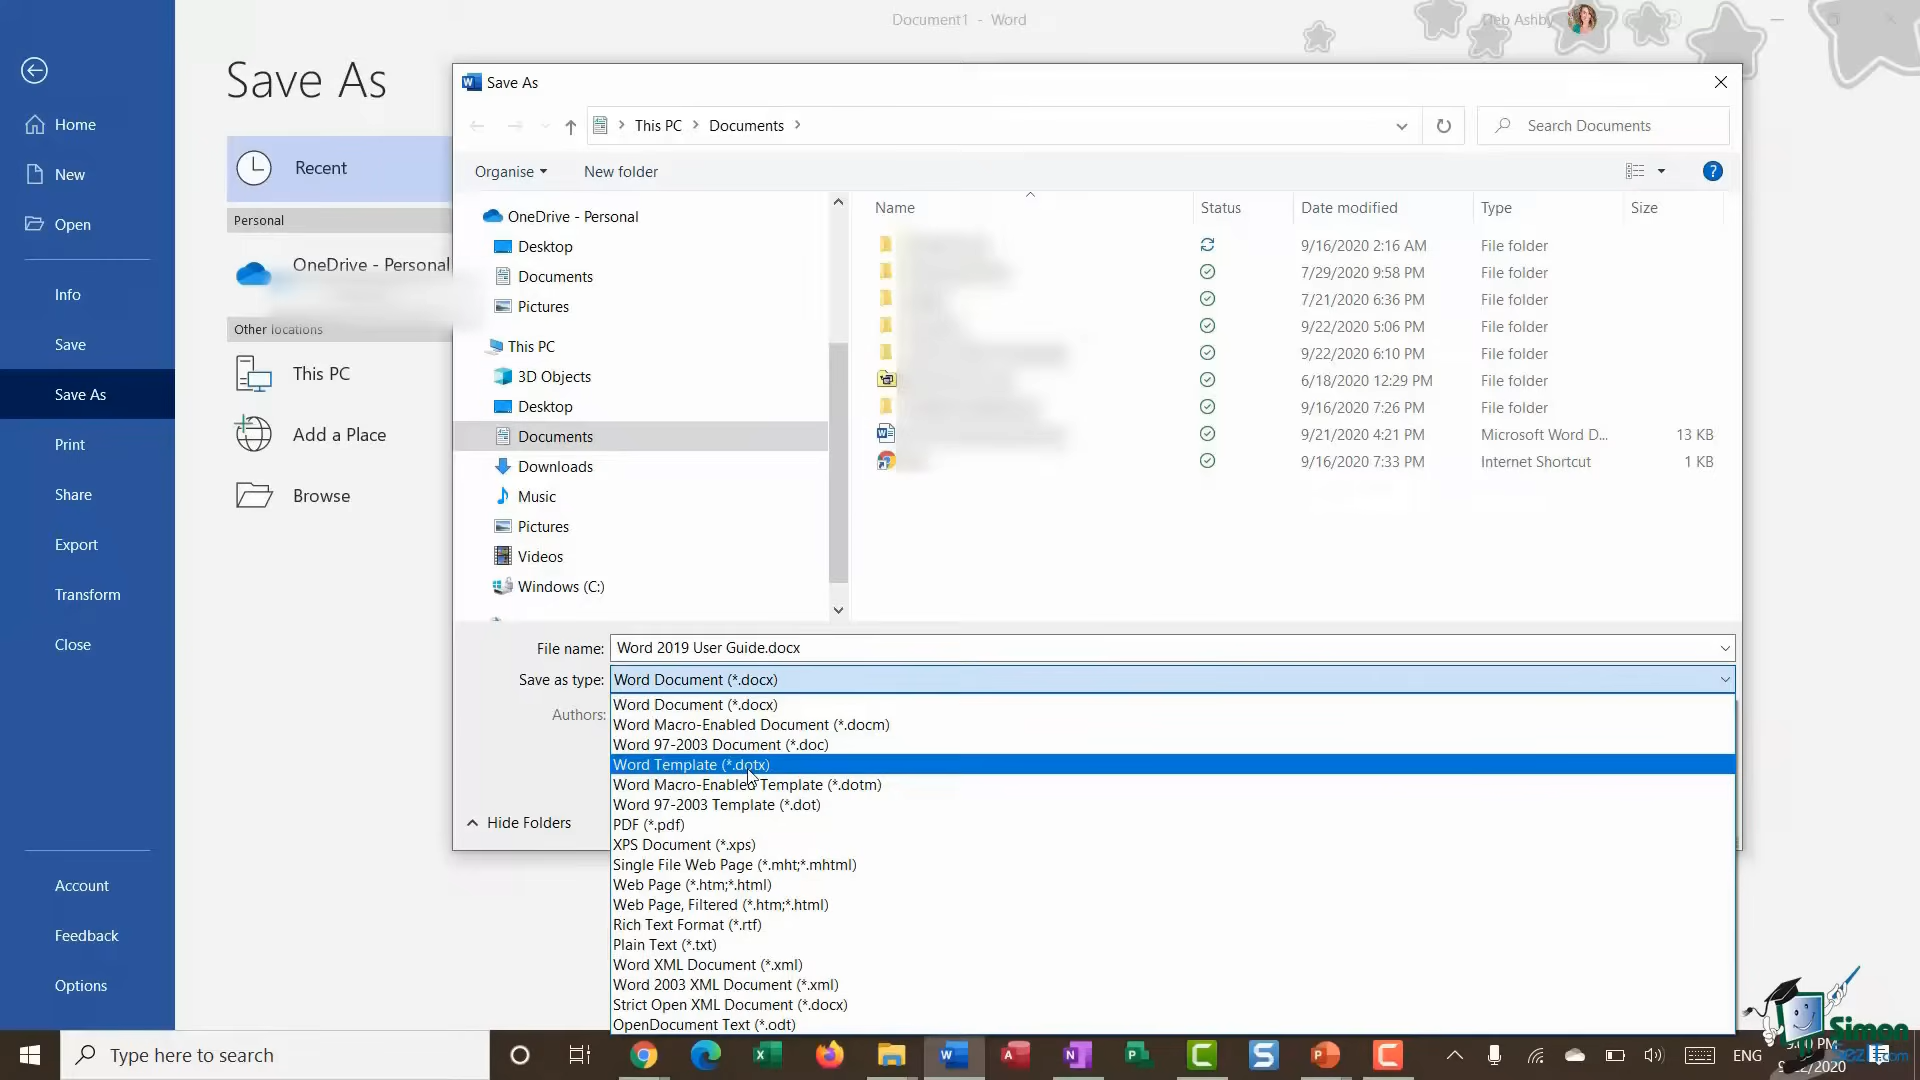 Document1 - Word
Deb Ashby
Save As
Home
New
Open
Info
Save
Save As
Print
Share
Export
Transform
Close
Account
Feedback
Options
Recent
Personal
OneDrive - Personal
Other locations
This PC
Add a Place
Browse
Save As
This PC
Documents
Search Documents
Organise
New folder
?
OneDrive - Personal
Desktop
Documents
Pictures
This PC
3D Objects
Desktop
Documents
Downloads
Music
Pictures
Videos
Windows (C:)
Name Status Date modified Type Size
9/16/2020 2:16 AM File folder
7/29/2020 9:58 PM File folder
7/21/2020 6:36 PM File folder
9/22/2020 5:06 PM File folder
9/22/2020 6:10 PM File folder
6/18/2020 12:29 PM File folder
9/16/2020 7:26 PM File folder
9/21/2020 4:21 PM Microsoft Word D... 13 KB
9/16/2020 7:33 PM Internet Shortcut 1 KB
File name: Word 2019 User Guide.docx
Save as type: Word Document (*.docx)
Authors:
Word Document (*.docx)
Word Macro-Enabled Document (*.docm)
Word 97-2003 Document (*.doc)
Word Template (*.dotx)
Word Macro-Enabled Template (*.dotm)
Word 97-2003 Template (*.dot)
PDF (*.pdf)
XPS Document (*.xps)
Single File Web Page (*.mht;*.mhtml)
Web Page (*.htm;*.html)
Web Page, Filtered (*.htm;*.html)
Rich Text Format (*.rtf)
Plain Text (*.txt)
Word XML Document (*.xml)
Word 2003 XML Document (*.xml)
Strict Open XML Document (*.docx)
OpenDocument Text (*.odt)
Hide Folders
Type here to search
ENG
Simon
SezIT.com